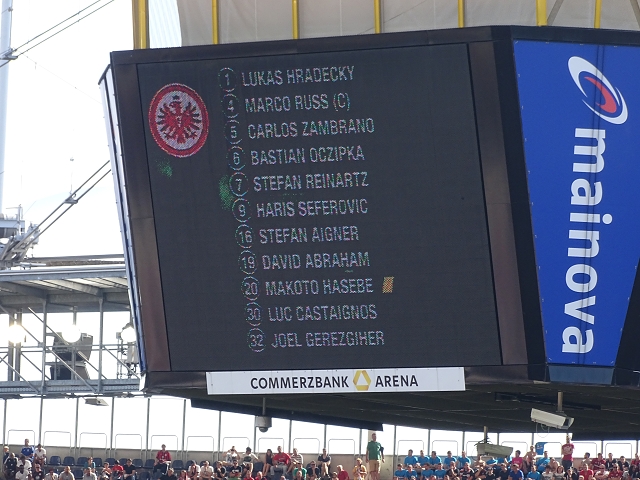 1 LUKAS HRADECKY
4 MARCO RUSS (C)
5 CARLOS ZAMBRANO
6 BASTIAN OCZIPKA
7 STEFAN REINARTZ
9 HARIS SEFEROVIC
16 STEFAN AIGNER
19 DAVID ABRAHAM
20 MAKOTO HASEBE
30 LUC CASTAIGNOS
32 JOEL GEREZGIHER
COMMERZBANK ARENA
mainova